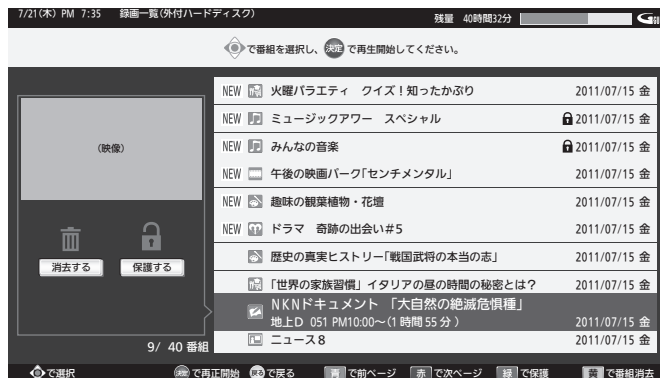 7/21(木) PM 7:35 録画一覧(外付ハードディスク) 残量 40時間32分
で番組を選択し、決定 で再生開始してください。
(映像)
消去する 保護する
9/ 40 番組
NEW 火曜バラエティ クイズ！知ったかぶり 2011/07/15 金
NEW ミュージックアワー スペシャル 2011/07/15 金
NEW みんなの音楽 2011/07/15 金
NEW 午後の映画パーク｢センチメンタル｣ 2011/07/15 金
NEW 趣味の観葉植物・花壇 2011/07/15 金
NEW ドラマ 奇跡の出会い#5 2011/07/15 金
歴史の真実ヒストリー｢戦国武将の本当の志｣ 2011/07/15 金
｢世界の家族習慣｣ イタリアの昼の時間の秘密とは? 2011/07/15 金
NKNドキュメント ｢大自然の絶滅危惧種｣
地上D 051 PM10:00～(1時間55分) 2011/07/15 金
ニュース8 2011/07/15 金
で選択 決定 で再生開始 戻る で戻る 青 で前ページ 赤 で次ページ 緑 で保護 黄 で番組消去